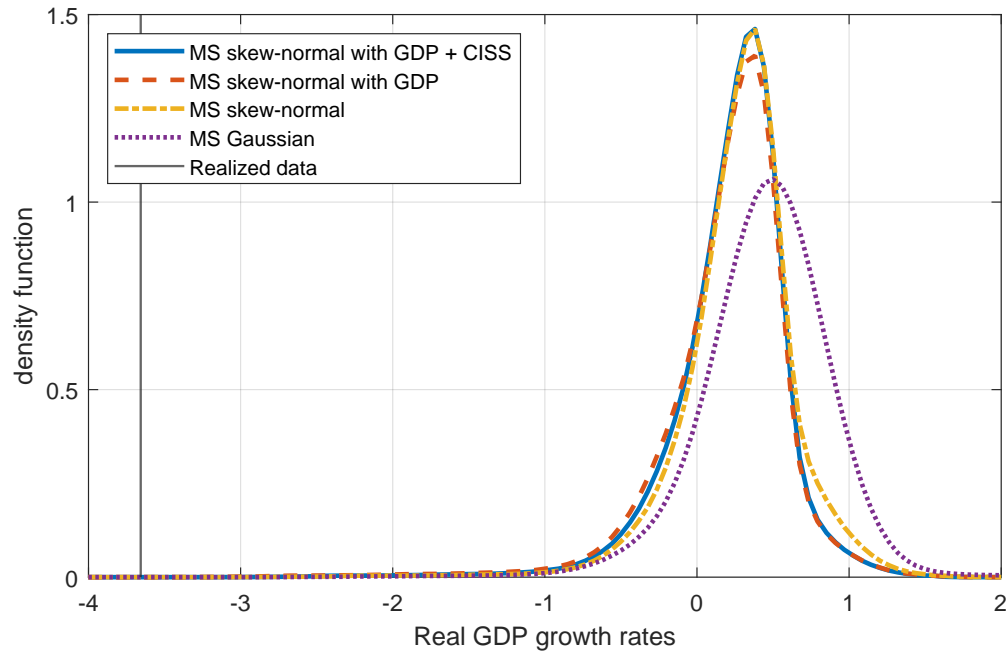 1.5
MS skew-normal with GDP + CISS
MS skew-normal with GDP
MS skew-normal
MS Gaussian
Realized data
1
0.5
0
density function
-4
-3
-2
-1
0
1
2
Real GDP growth rates